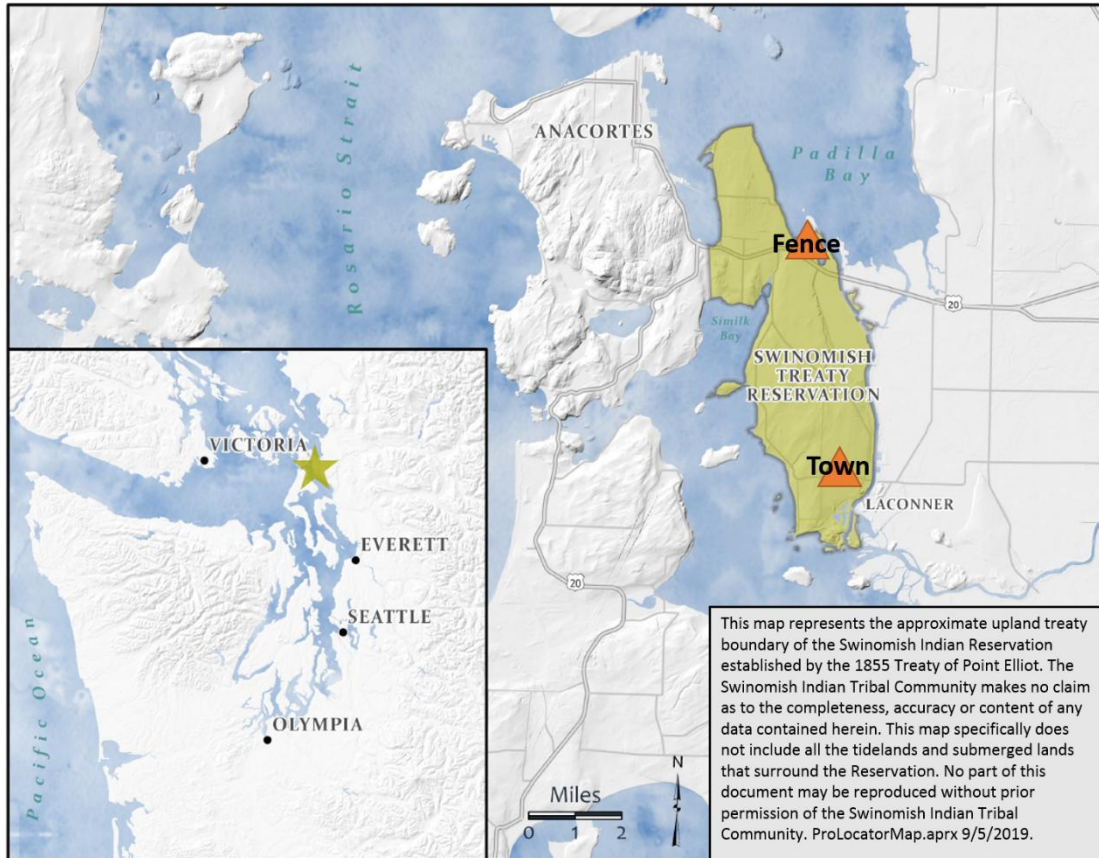 Rosario Strait
ANACORTES
Padilla
Bay
Fence
20
Similk
Bay
SWINOMISH
TREATY
RESERVATION
Town
LACONNER
20
VICTORIA
EVERETT
SEATTLE
OLYMPIA
Pacific Ocean
N
Miles
0 1 2
This map represents the approximate upland treaty
boundary of the Swinomish Indian Reservation
established by the 1855 Treaty of Point Elliot. The
Swinomish Indian Tribal Community makes no claim
as to the completeness, accuracy or content of any
data contained herein. This map specifically does
not include all the tidelands and submerged lands
that surround the Reservation. No part of this
document may be reproduced without prior
permission of the Swinomish Indian Tribal
Community. ProLocatorMap.aprx 9/5/2019.